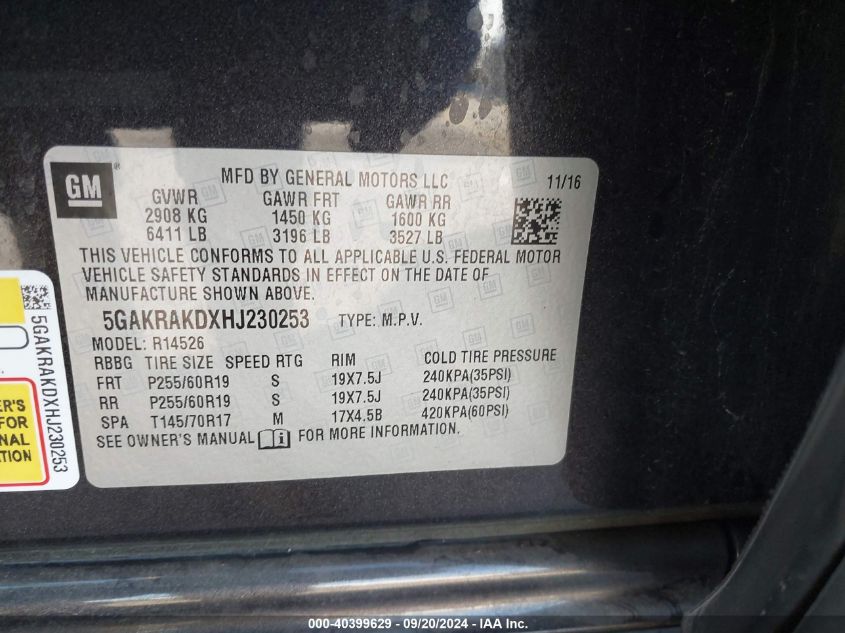 GM
MFD BY GENERAL MOTORS LLC 11/16
GVWR GAWR FRT GAWR RR
2908 KG 1450 KG 1600 KG
6411 LB 3196 LB 3527 LB
THIS VEHICLE CONFORMS TO ALL APPLICABLE U.S. FEDERAL MOTOR
VEHICLE SAFETY STANDARDS IN EFFECT ON THE DATE OF
MANUFACTURE SHOWN ABOVE.
5GAKRAKDXHJ230253 TYPE: M.P.V.
MODEL: R14526
RBBG TIRE SIZE SPEED RTG RIM COLD TIRE PRESSURE
FRT P255/60R19 S 19X7.5J 240KPA(35PSI)
RR P255/60R19 S 19X7.5J 240KPA(35PSI)
SPA T145/70R17 M 17X4.5B 420KPA(60PSI)
SEE OWNER'S MANUAL i FOR MORE INFORMATION.
5GAKRAKDXHJ230253
ER'S
FOR
NAL
ATION
000-40399629 - 09/20/2024 - IAA Inc.